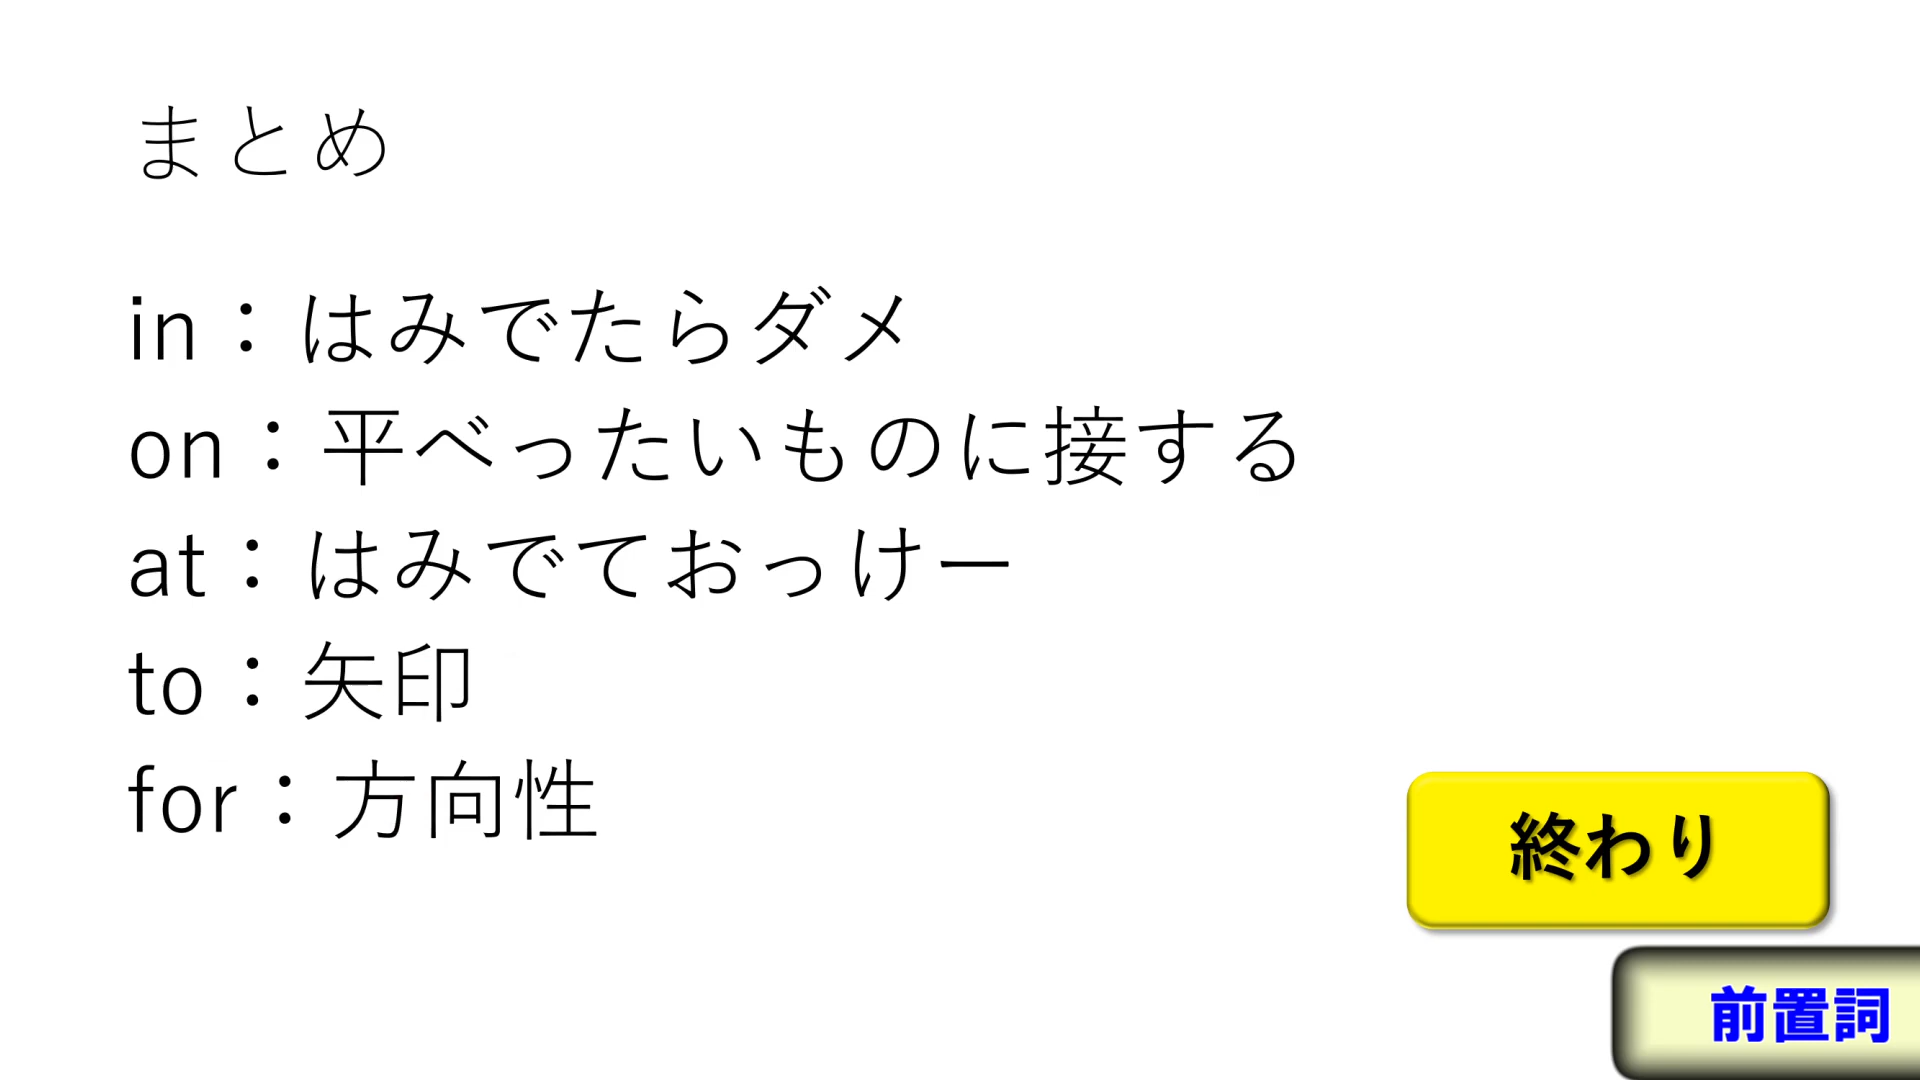 まとめ
in：はみでたらダメ
on：平べったいものに接する
at：はみでておっけー
to：矢印
for：方向性
終わり
前置詞